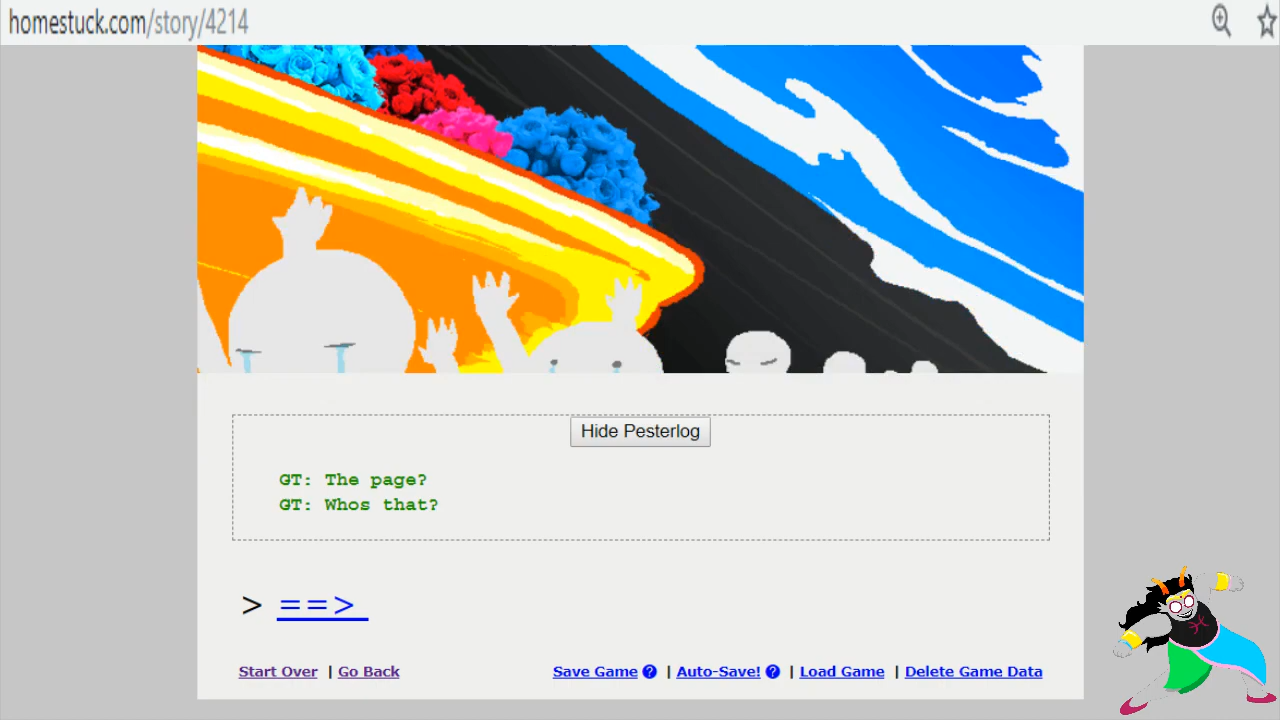 homestuck.com/story/4214
Hide Pesterlog
GT: The page?
GT: Whos that?
> ==>
Start Over | Go Back
Save Game ? | Auto-Save! ? | Load Game | Delete Game Data